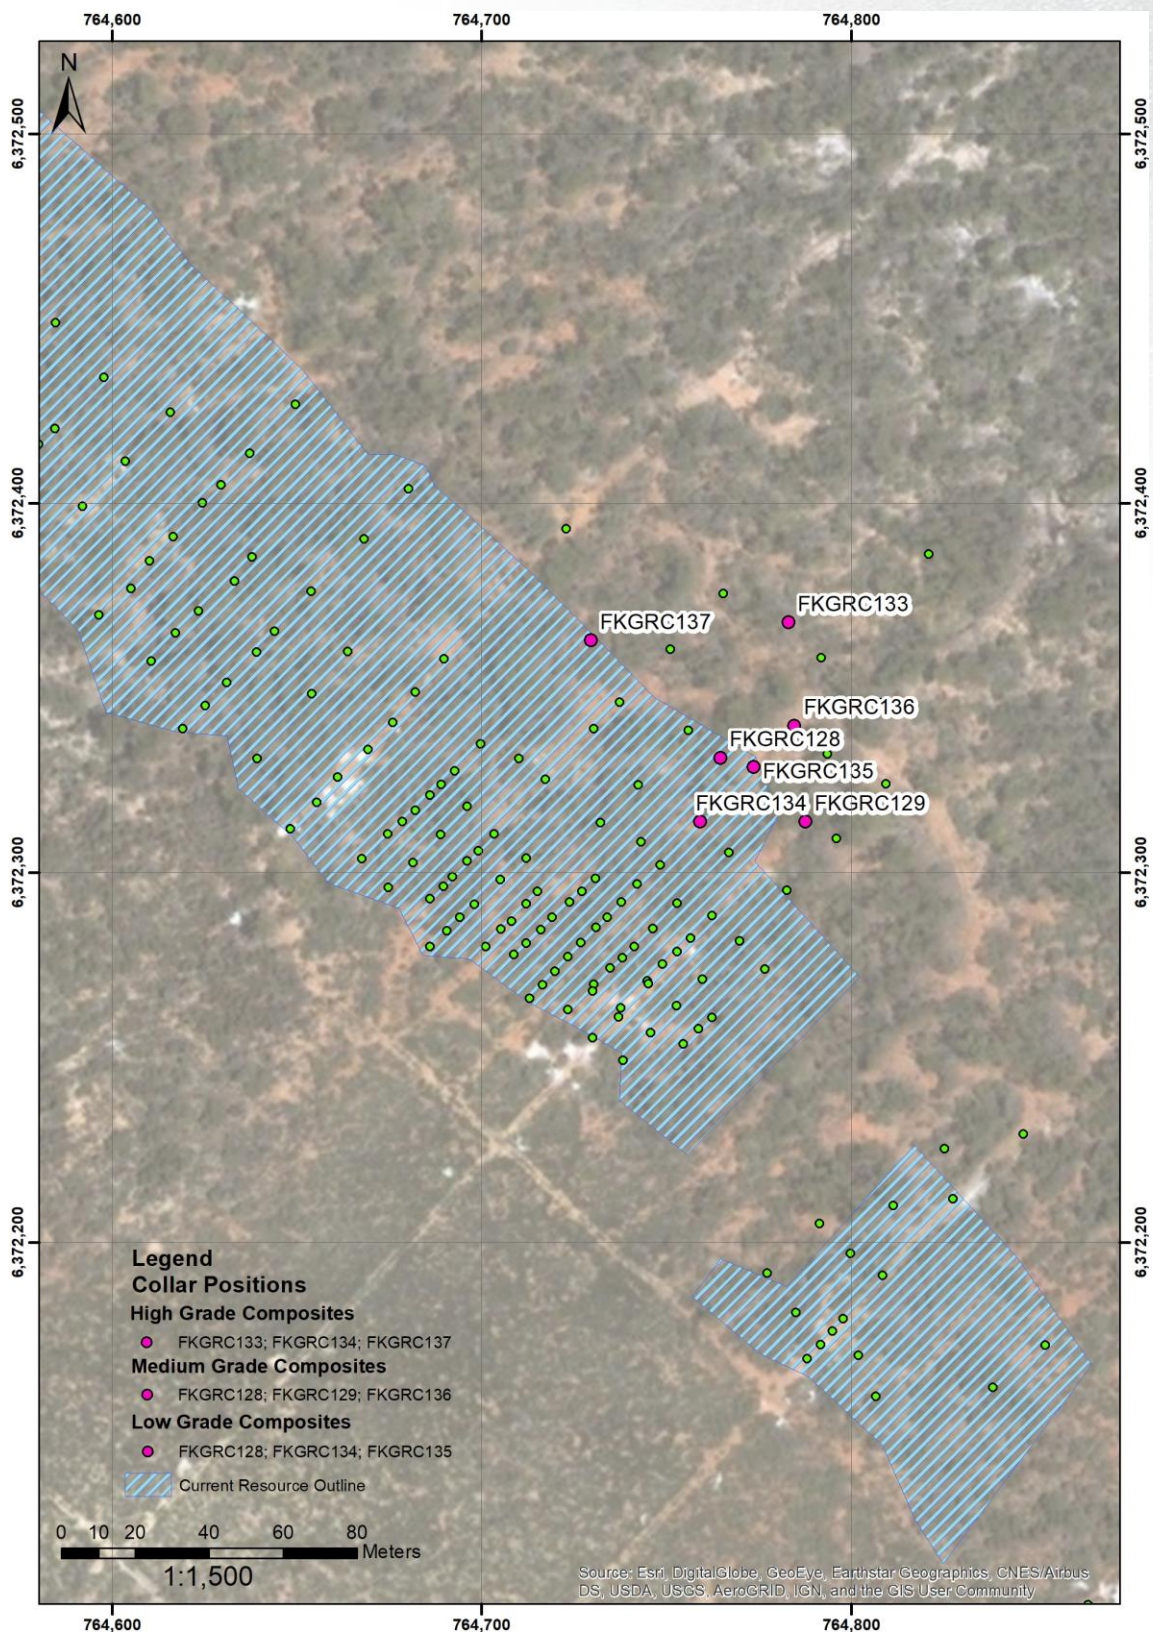 764,600
764,700
764,800
N
6,372,500
6,372,500
6,372,400
6,372,400
FKGRC133
FKGRC137
FKGRC136
FKGRC128
FKGRC135
FKGRC134
FKGRC129
6,372,300
6,372,300
6,372,200
6,372,200
Legend
Collar Positions
High Grade Composites
FKGRC133; FKGRC134; FKGRC137
Medium Grade Composites
FKGRC128; FKGRC129; FKGRC136
Low Grade Composites
FKGRC128; FKGRC134; FKGRC135
Current Resource Outline
0 10 20 40 60 80
Meters
1:1,500
Source: Esri, DigitalGlobe, GeoEye, Earthstar Geographics, CNES/Airbus
DS, USDA, USGS, AeroGRID, IGN, and the GIS User Community
764,600
764,700
764,800